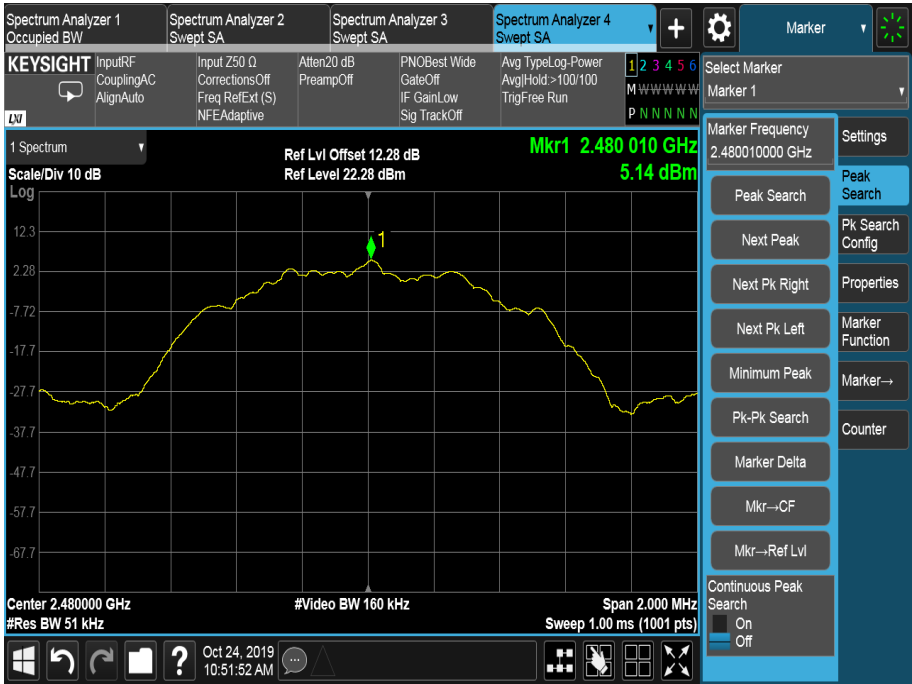 Spectrum Analyzer 1
Occupied BW
Spectrum Analyzer 2
Swept SA
Spectrum Analyzer 3
Swept SA
Spectrum Analyzer 4
Swept SA
Marker
KEYSIGHT
LXI
InputRF
CouplingAC
AlignAuto
Input Z50 Ω
CorrectionsOff
Freq RefExt (S)
NFEAdaptive
Atten20 dB
PreampOff
PNOBest Wide
GateOff
IF GainLow
Sig TrackOff
Avg TypeLog-Power
Avg|Hold:>100/100
TrigFree Run
1 2 3 4 5 6
M W W W W W
P N N N N N
Select Marker
Marker 1
1 Spectrum
Scale/Div 10 dB
Ref Lvl Offset 12.28 dB
Ref Level 22.28 dBm
Mkr1 2.480 010 GHz
5.14 dBm
Log
12.3
2.28
-7.72
-17.7
-27.7
-37.7
-47.7
-57.7
-67.7
1
Center 2.480000 GHz
#Res BW 51 kHz
#Video BW 160 kHz
Span 2.000 MHz
Sweep 1.00 ms (1001 pts)
Marker Frequency
2.480010000 GHz
Peak Search
Next Peak
Next Pk Right
Next Pk Left
Minimum Peak
Pk-Pk Search
Marker Delta
Mkr→CF
Mkr→Ref Lvl
Continuous Peak
Search
On
Off
Settings
Peak
Search
Pk Search
Config
Properties
Marker
Function
Marker→
Counter
Oct 24, 2019
10:51:52 AM